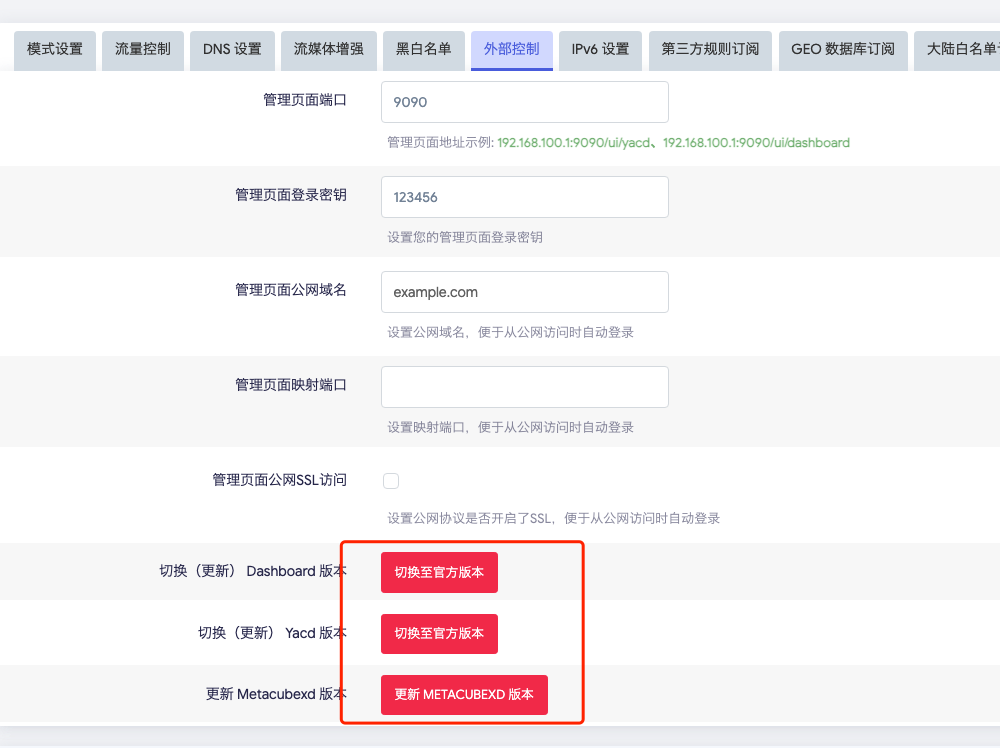 模式设置 流量控制 DNS 设置 流媒体增强 黑白名单 外部控制 IPv6 设置 第三方规则订阅 GEO 数据库订阅 大陆白名单
管理页面端口 9090
管理页面地址示例: 192.168.100.1:9090/ui/yacd、192.168.100.1:9090/ui/dashboard
管理页面登录密钥 123456
设置您的管理页面登录密钥
管理页面公网域名 example.com
设置公网域名，便于从公网访问时自动登录
管理页面映射端口
设置映射端口，便于从公网访问时自动登录
管理页面公网SSL访问
设置公网协议是否开启了SSL，便于从公网访问时自动登录
切换（更新） Dashboard 版本 切换至官方版本
切换（更新） Yacd 版本 切换至官方版本
更新 Metacubexd 版本 更新 METACUBEXD 版本